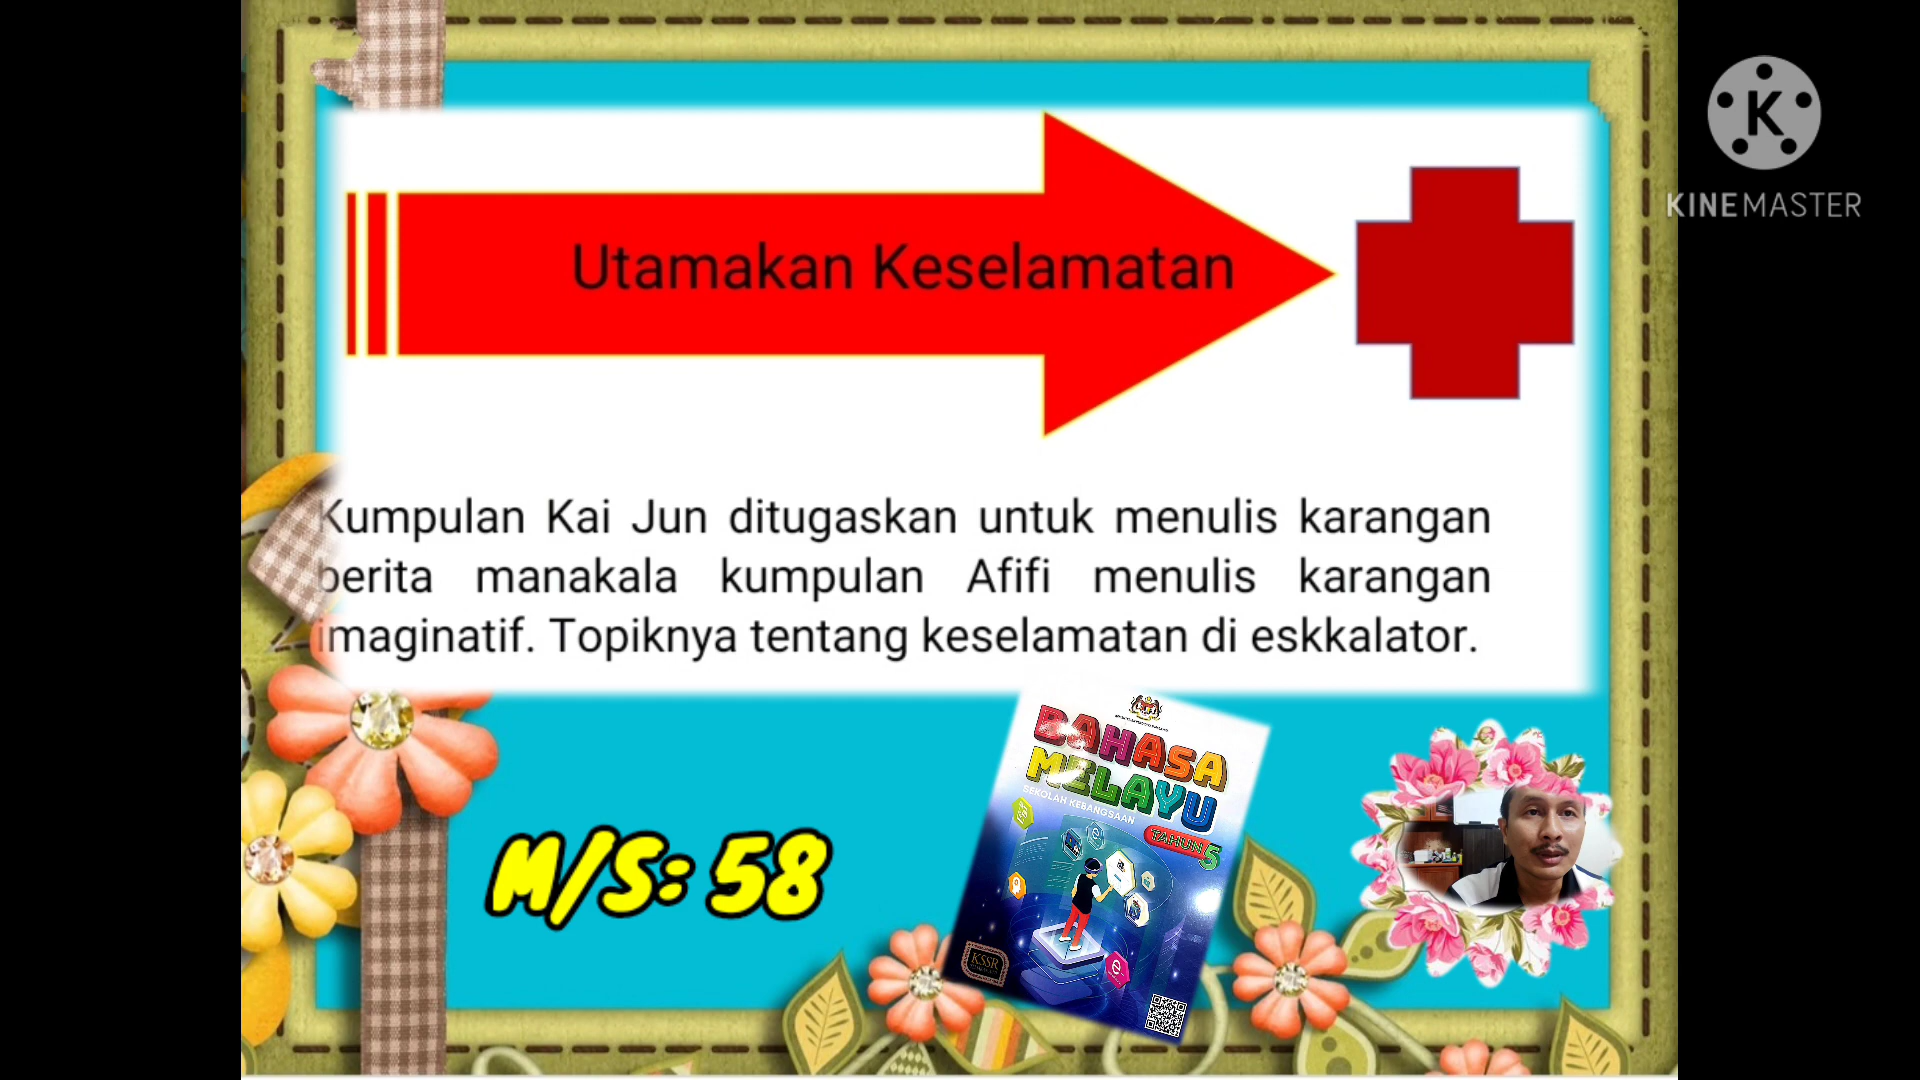 K
KINEMASTER
Utamakan Keselamatan
Kumpulan Kai Jun ditugaskan untuk menulis karangan
berita manakala kumpulan Afifi menulis karangan
imaginatif. Topiknya tentang keselamatan di eskkalator.
M/S: 58
BAHASA
MELAYU
SEKOLAH KEBANGSAAN
TAHUN 5
KSSR